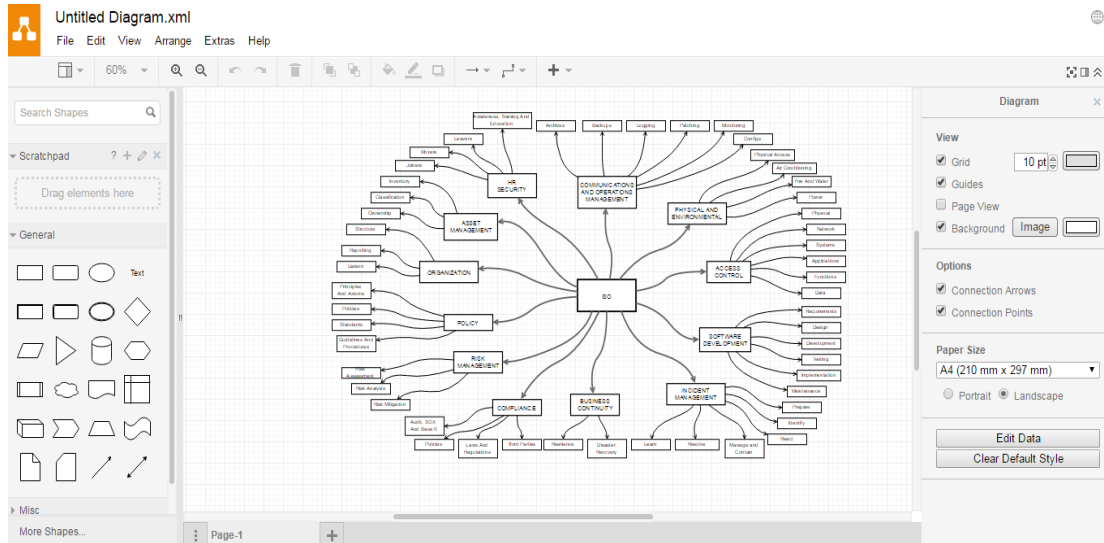 Untitled Diagram.xml
File Edit View Arrange Extras Help
60%
Search Shapes
Scratchpad
?
Drag elements here
General
Text
Misc
More Shapes...
Page-1
Awareness, Training And
Education
Leavers
Movers
Joiners
HR
SECURITY
Archives
Backups
Logging
Patching
Monitoring
Configs
COMMUNICATIONS
AND OPERATIONS
MANAGEMENT
Physical Access
Air Conditioning
Fire And Water
Power
PHYSICAL AND
ENVIRONMENTAL
Inventory
Classification
Ownership
ASSET
MANAGEMENT
Physical
Network
Systems
Applications
Functions
Data
ACCESS
CONTROL
Structure
Reporting
Liaison
ORGANIZATION
ISO
Principles
And Axioms
Policies
Standards
Guidelines And
Procedures
POLICY
Requirements
Design
Development
Testing
Implementation
Maintenance
SOFTWARE
DEVELOPMENT
Risk
Assessment
Risk Analysis
Risk Mitigation
RISK
MANAGEMENT
Audit, SOX
And Basel II
Policies
Laws And
Regulations
Third Parties
COMPLIANCE
BUSINESS
CONTINUITY
Resilience
Disaster
Recovery
INCIDENT
MANAGEMENT
Learn
Resolve
Manage and
Contain
Prepare
Identify
React
Diagram
View
Grid
10 pt
Guides
Page View
Background
Image
Options
Connection Arrows
Connection Points
Paper Size
A4 (210 mm x 297 mm)
Portrait Landscape
Edit Data
Clear Default Style